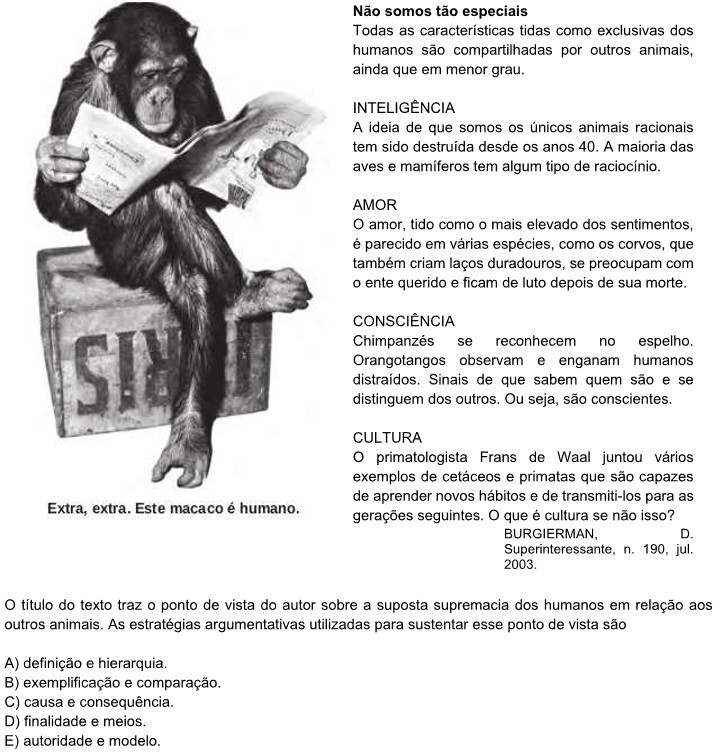 Não somos tão especiais
Todas as características tidas como exclusivas dos
humanos são compartilhadas por outros animais,
ainda que em menor grau.
INTELIGÊNCIA
A ideia de que somos os únicos animais racionais
tem sido destruída desde os anos 40. A maioria das
aves e mamíferos tem algum tipo de raciocínio.
AMOR
O amor, tido como o mais elevado dos sentimentos,
é parecido em várias espécies, como os corvos, que
também criam laços duradouros, se preocupam com
o ente querido e ficam de luto depois de sua morte.
CONSCIÊNCIA
Chimpanzés se reconhecem no espelho.
Orangotangos observam e enganam humanos
distraídos. Sinais de que sabem quem são e se
distinguem dos outros. Ou seja, são conscientes.
CULTURA
O primatologista Frans de Waal juntou vários
exemplos de cetáceos e primatas que são capazes
de aprender novos hábitos e de transmiti-los para as
gerações seguintes. O que é cultura se não isso?
BURGIERMAN, D.
Superinteressante, n. 190, jul.
2003.
Extra, extra. Este macaco é humano.
O título do texto traz o ponto de vista do autor sobre a suposta supremacia dos humanos em relação aos
outros animais. As estratégias argumentativas utilizadas para sustentar esse ponto de vista são
A) definição e hierarquia.
B) exemplificação e comparação.
C) causa e consequência.
D) finalidade e meios.
E) autoridade e modelo.